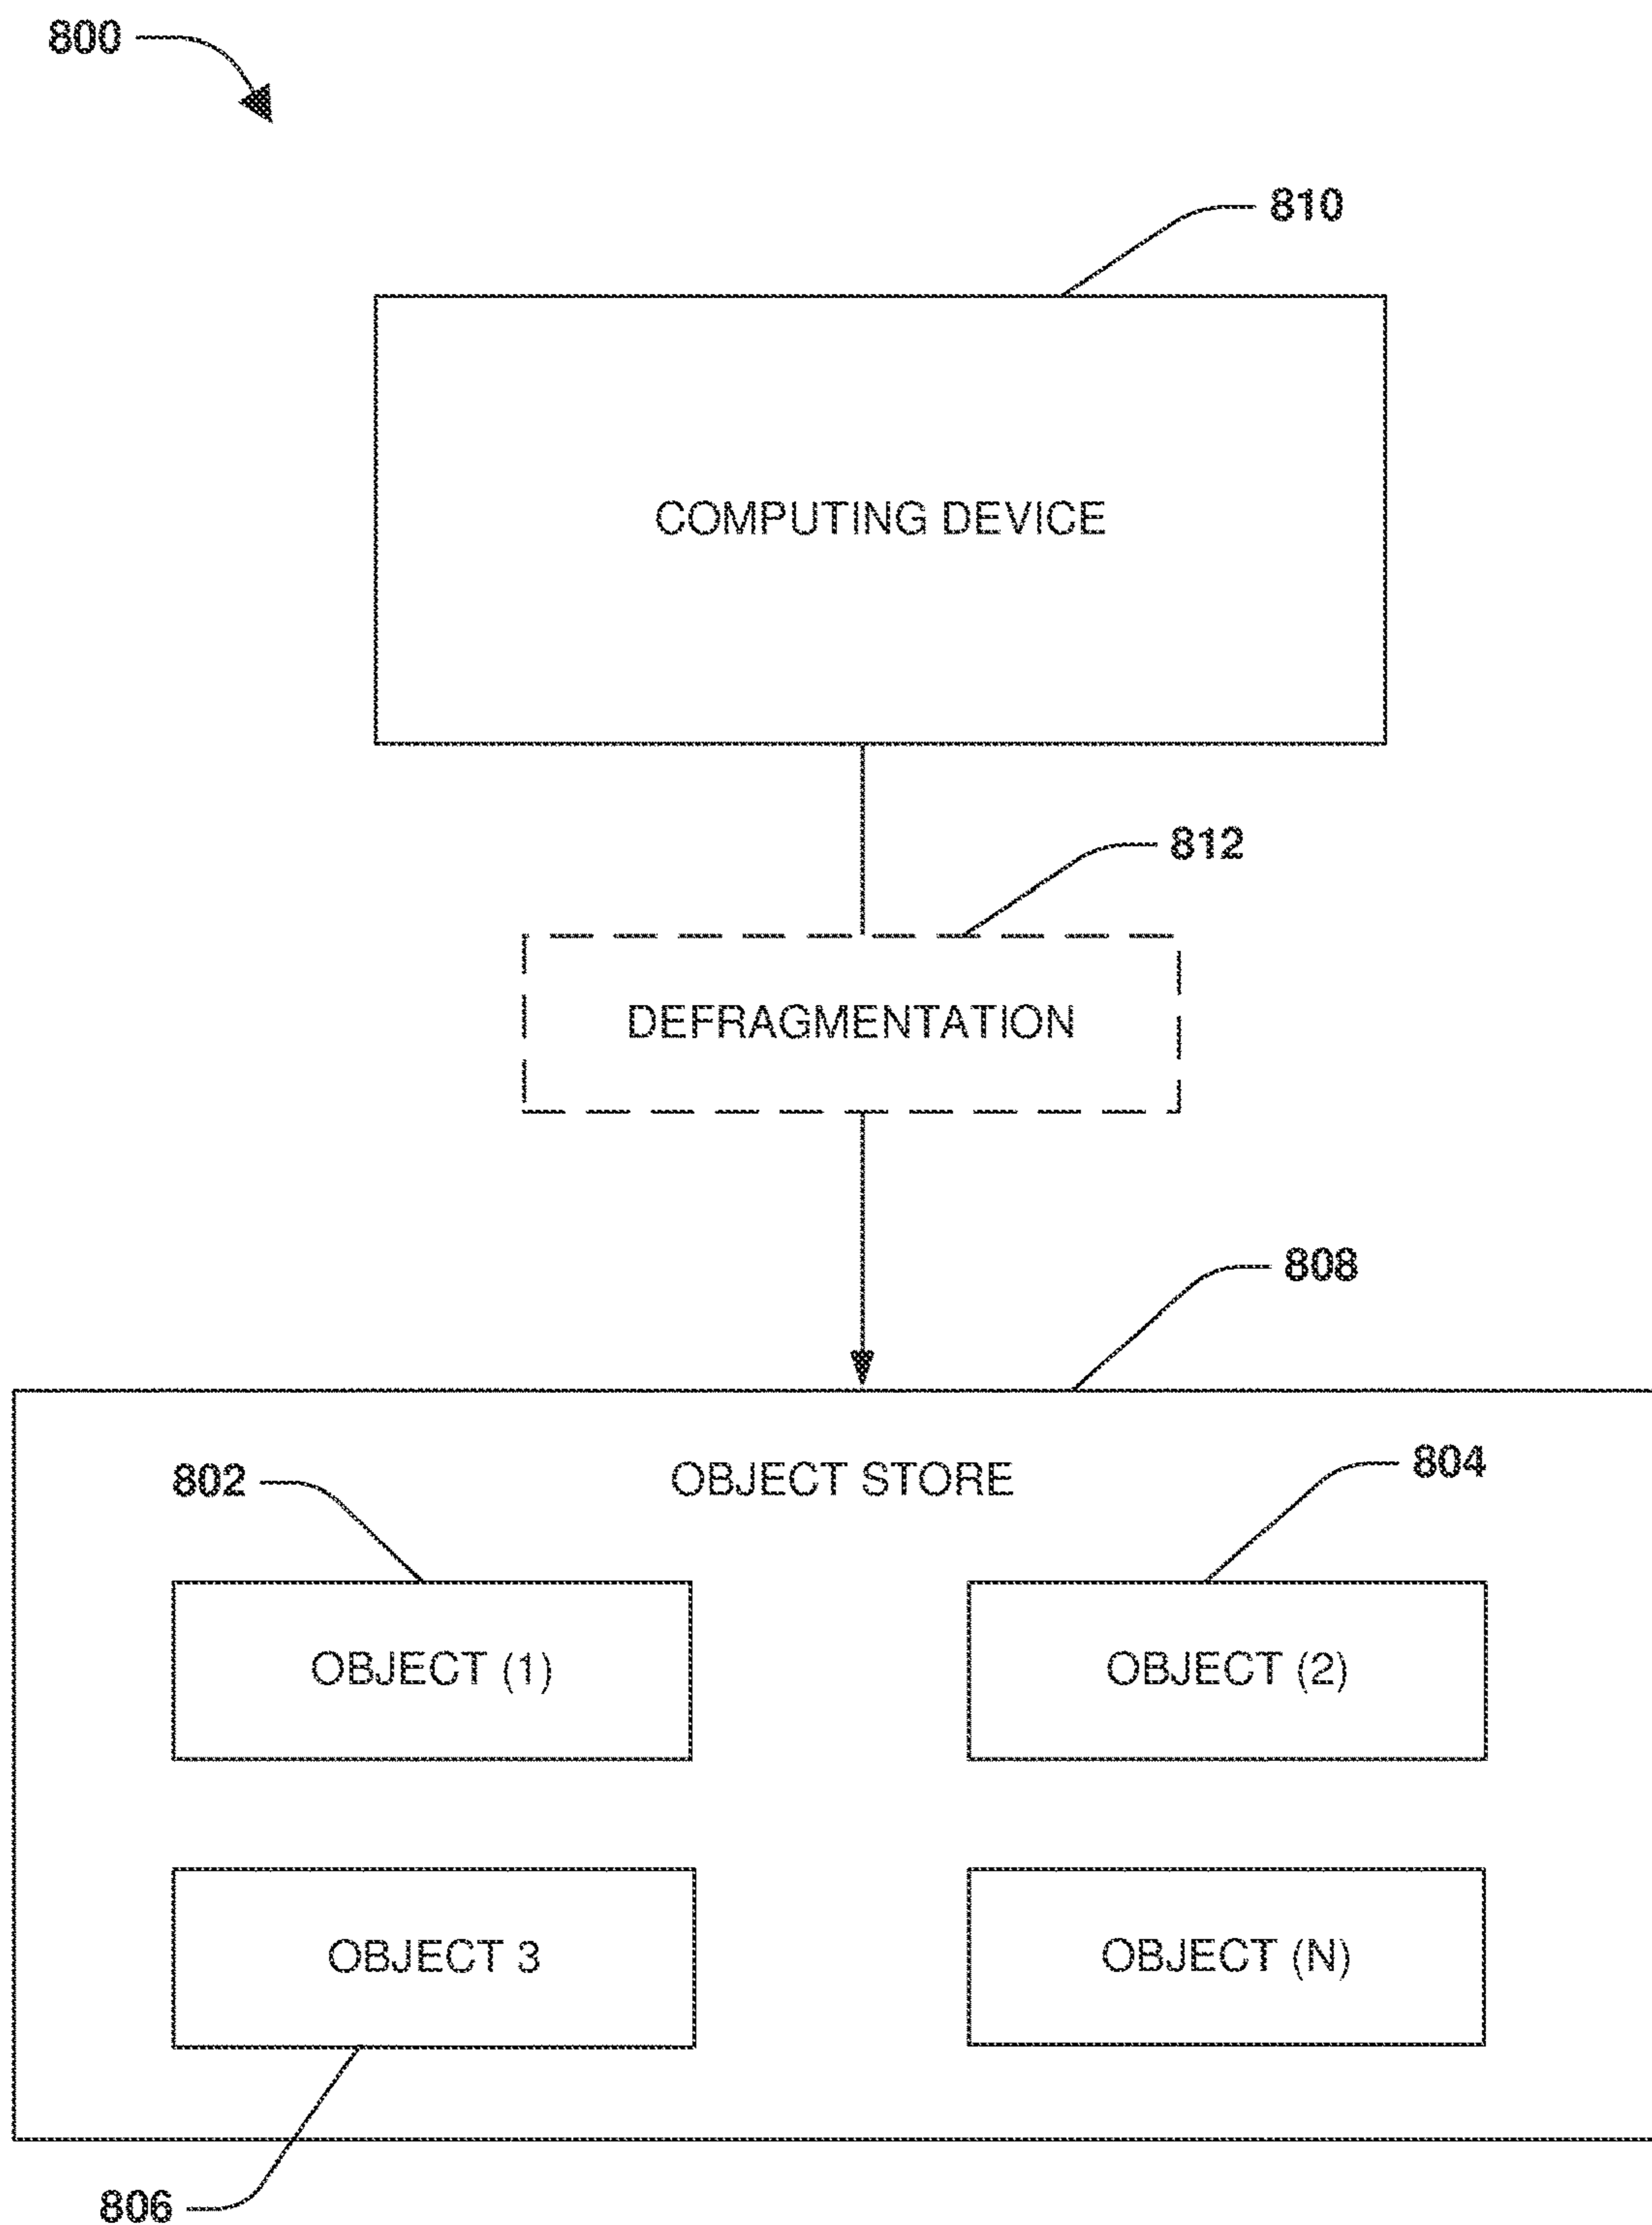 800
810
COMPUTING DEVICE
812
DEFRAGMENTATION
808
OBJECT STORE
802
804
OBJECT (1)
OBJECT (2)
OBJECT 3
OBJECT (N)
806